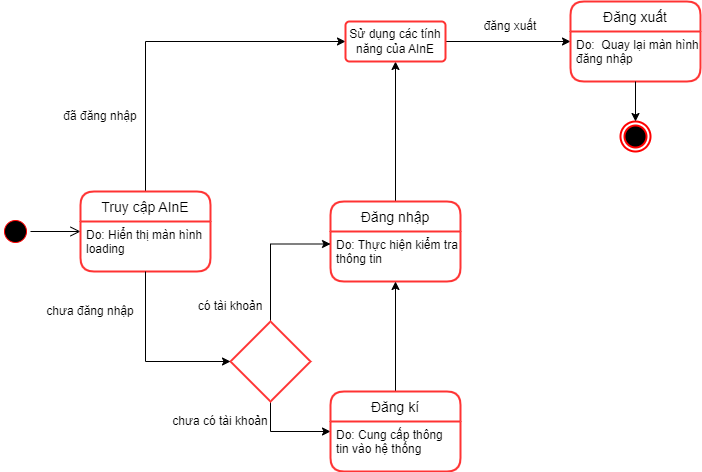 Đăng xuất
Do:  Quay lại màn hình
đăng nhập
đăng xuất
Sử dụng các tính
năng của AInE
đã đăng nhập
Truy cập AInE
Do: Hiển thị màn hình
loading
Đăng nhập
Do: Thực hiện kiểm tra
thông tin
có tài khoản
chưa đăng nhập
chưa có tài khoản
Đăng kí
Do: Cung cấp thông
tin vào hệ thống